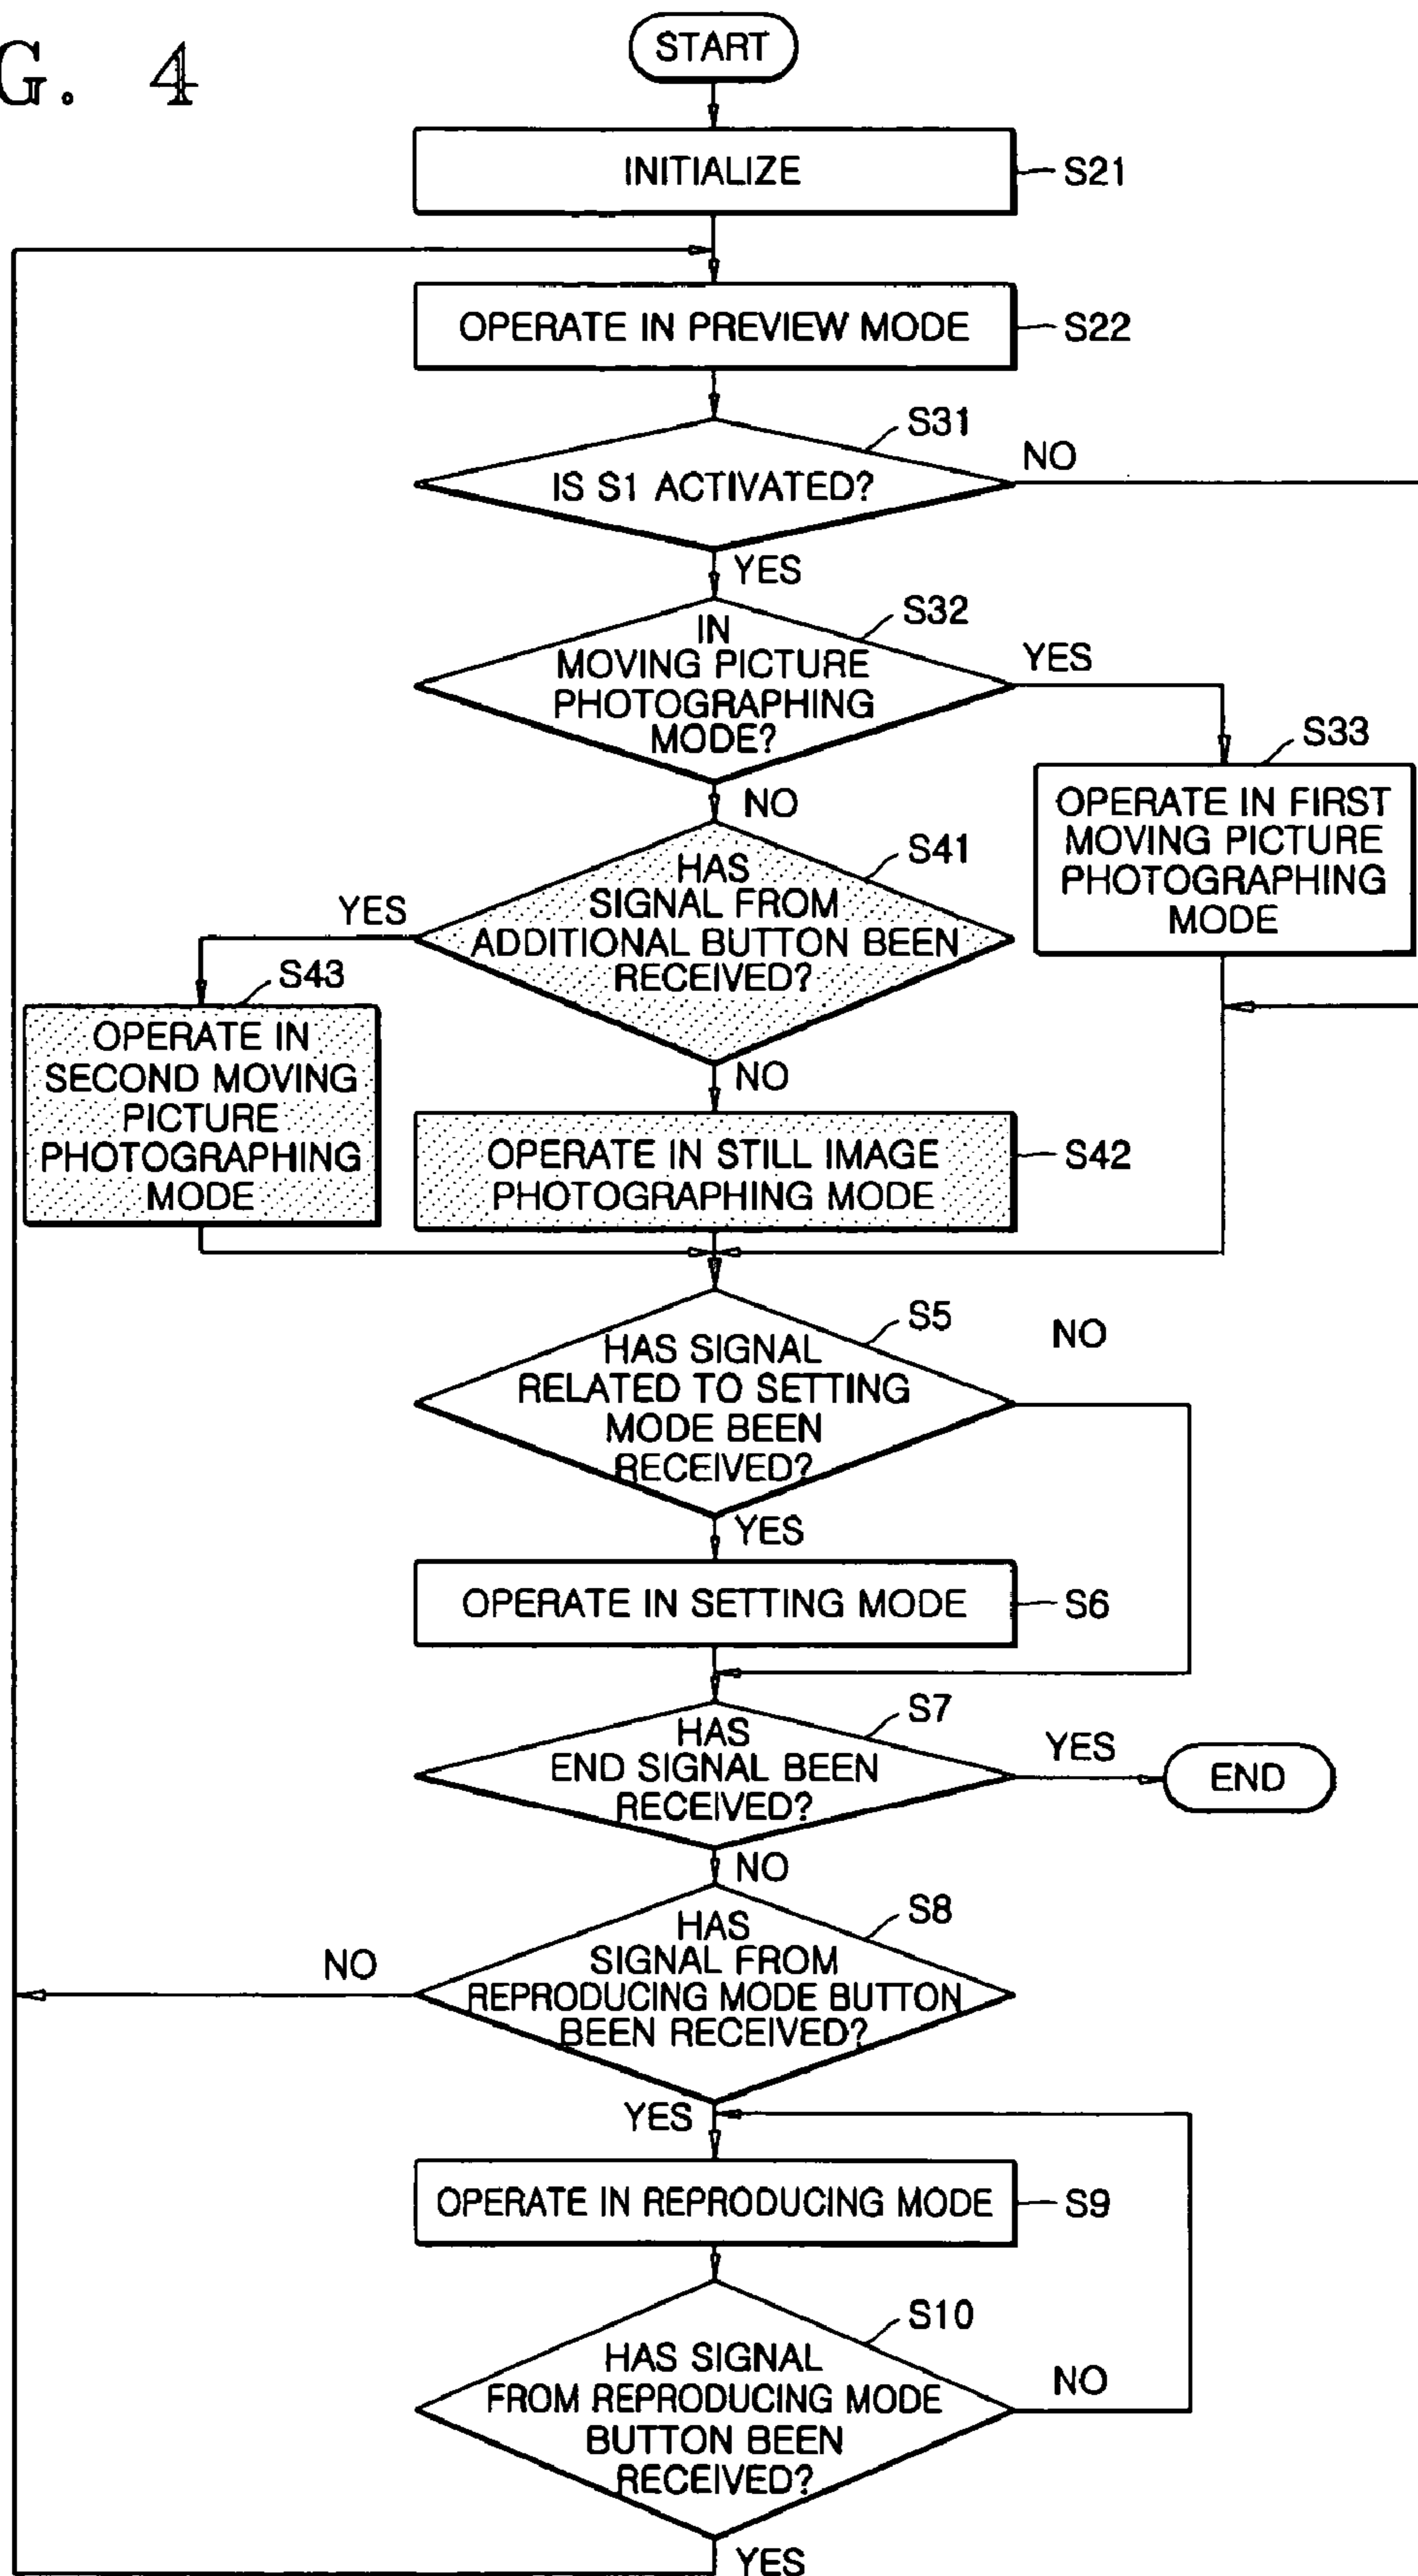 G. 4
START
INITIALIZE
S21
OPERATE IN PREVIEW MODE
S22
S31
IS S1 ACTIVATED?
NO
YES
S32
IN
MOVING PICTURE
PHOTOGRAPHING
MODE?
YES
S33
OPERATE IN FIRST
MOVING PICTURE
PHOTOGRAPHING
MODE
NO
S41
HAS
SIGNAL FROM
ADDITIONAL BUTTON BEEN
RECEIVED?
YES
S43
OPERATE IN
SECOND MOVING
PICTURE
PHOTOGRAPHING
MODE
NO
OPERATE IN STILL IMAGE
PHOTOGRAPHING MODE
S42
S5
NO
HAS SIGNAL
RELATED TO SETTING
MODE BEEN
RECEIVED?
YES
OPERATE IN SETTING MODE
S6
S7
HAS
END SIGNAL BEEN
RECEIVED?
YES
END
NO
S8
HAS
SIGNAL FROM
REPRODUCING MODE BUTTON
BEEN RECEIVED?
NO
YES
OPERATE IN REPRODUCING MODE
S9
S10
HAS SIGNAL
FROM REPRODUCING MODE
BUTTON BEEN
RECEIVED?
NO
YES